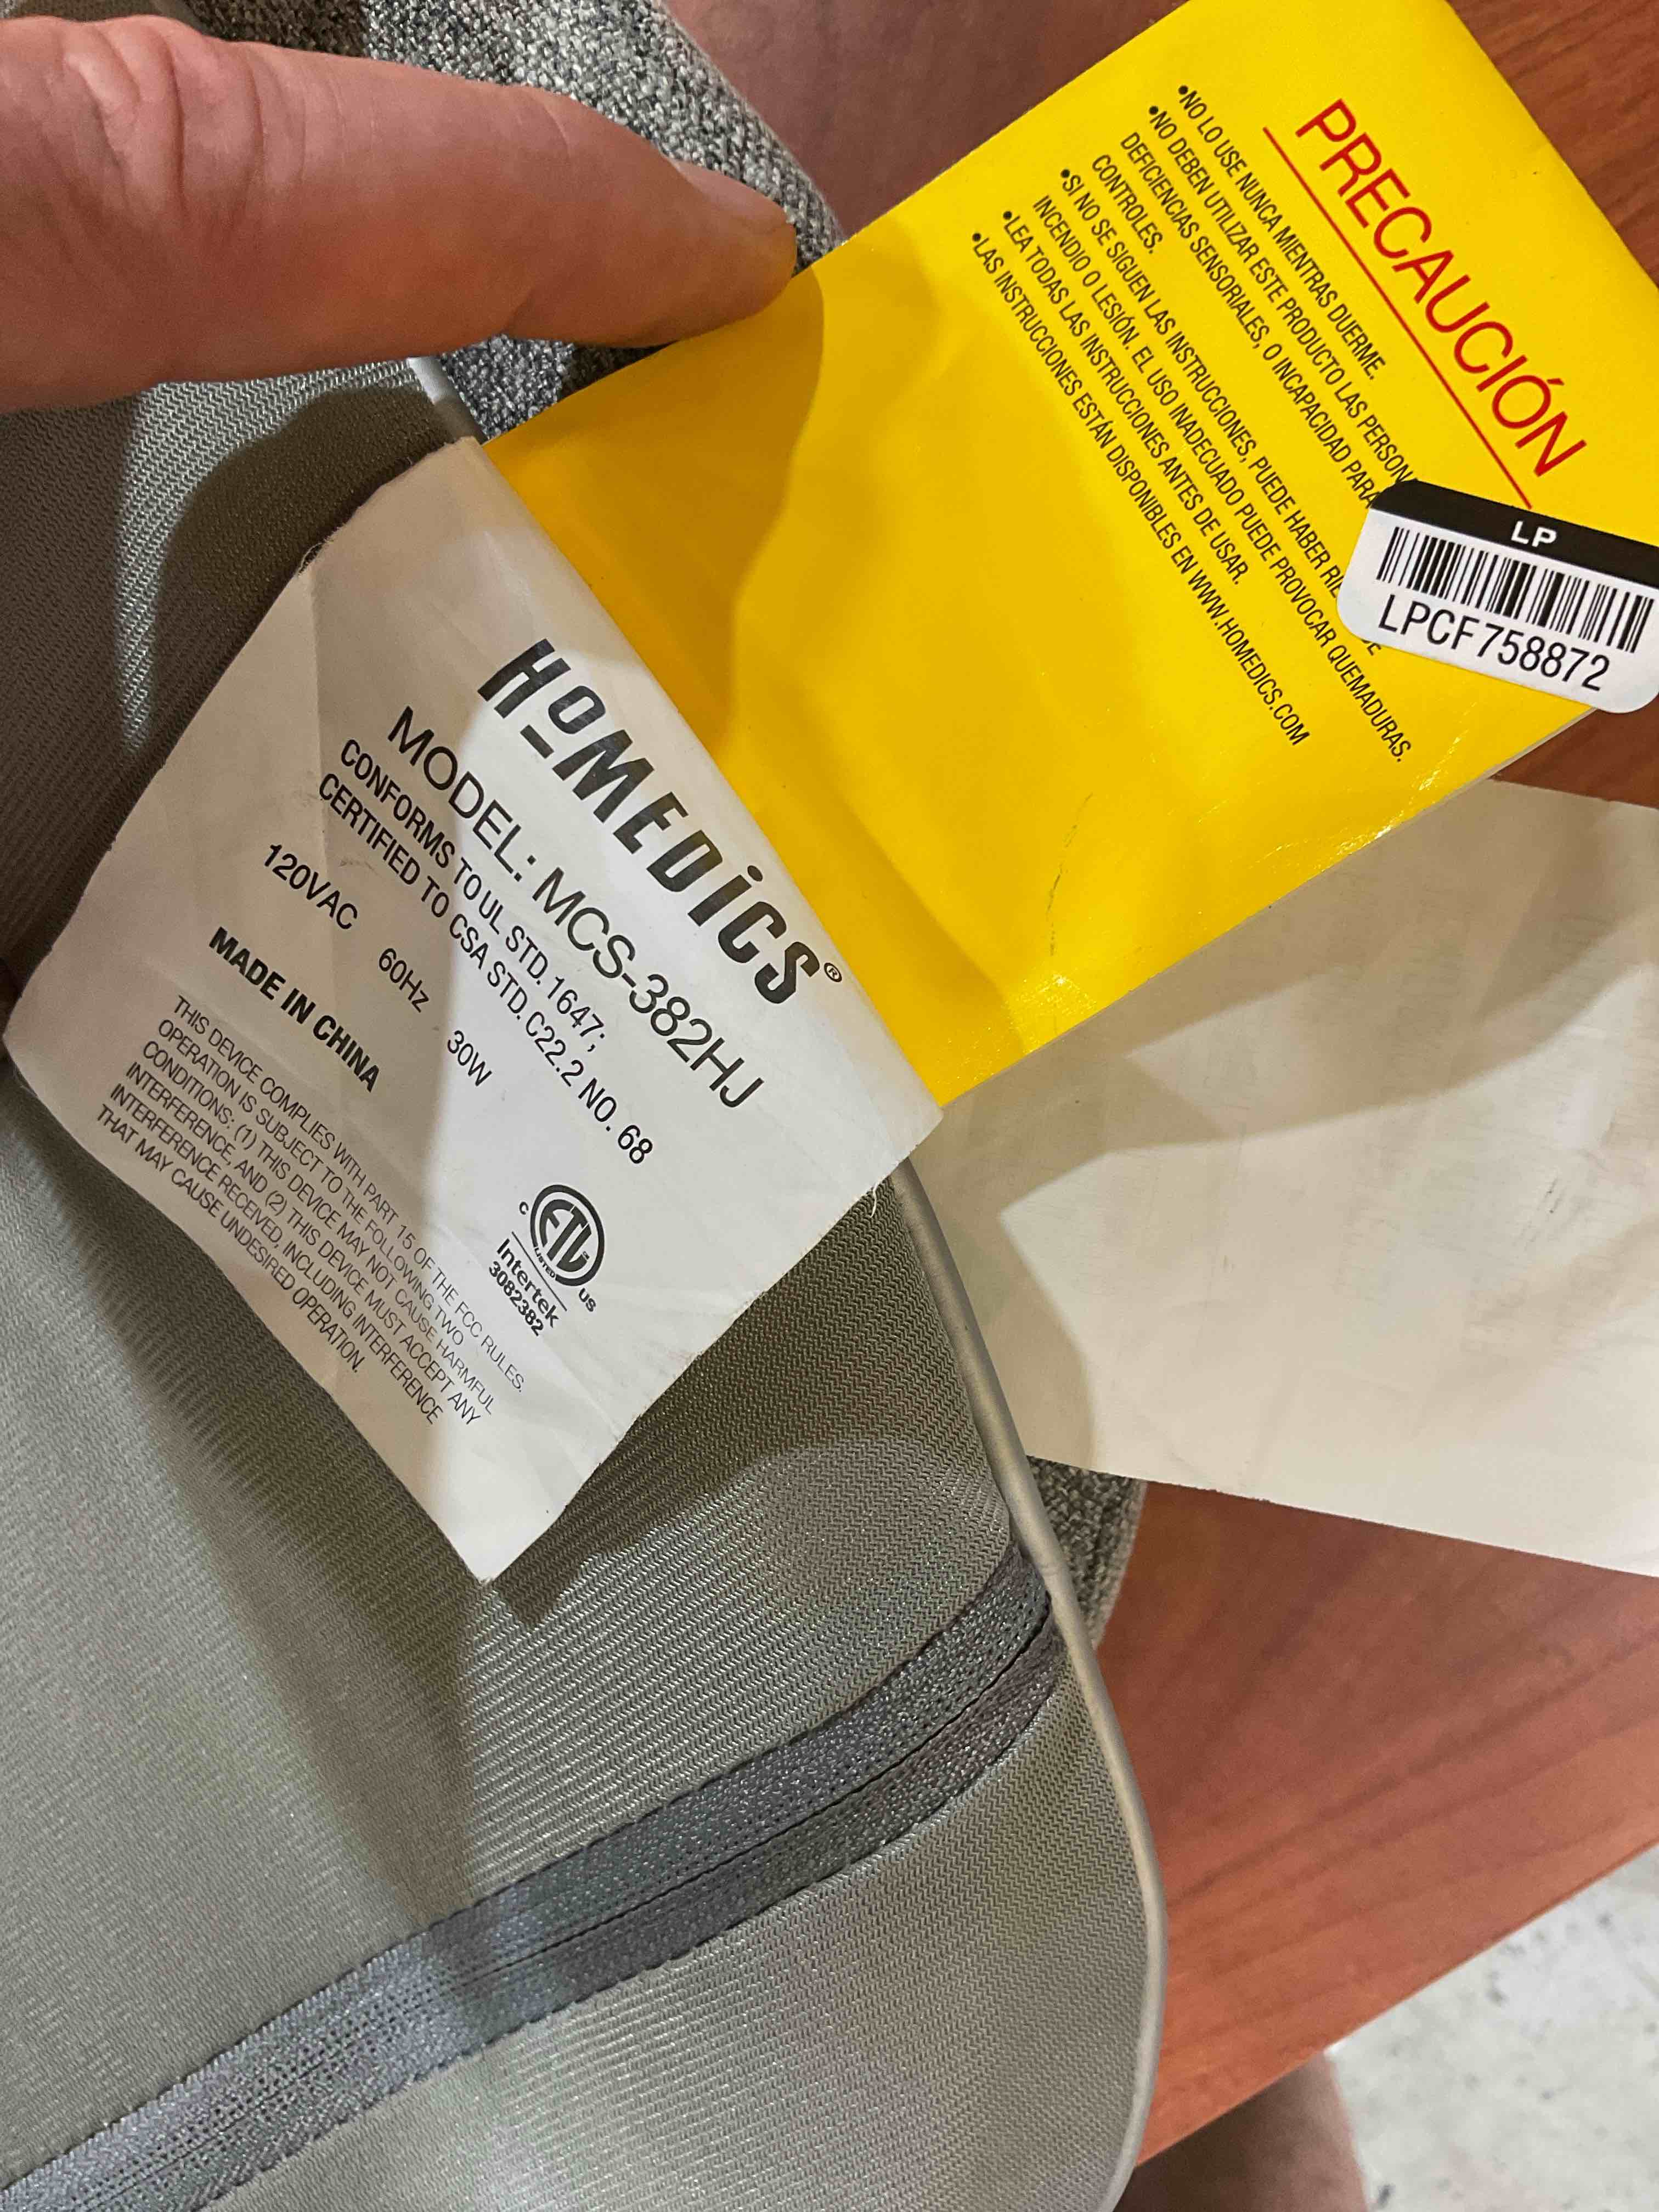 PRECAUCIÓN
•NO LO USE NUNCA MIENTRAS DUERME.
•NO DEBEN UTILIZAR ESTE PRODUCTO LAS
DEFICIENCIAS SENSORIALES, O INCAPACIDAD PARA
CONTROLES.
•SI NO SE SIGUEN LAS INSTRUCCIONES, PUEDE HABER
INCENDIO O LESIÓN. EL USO INADECUADO PUEDE PROVOCAR QUEMADURAS.
•LEA TODAS LAS INSTRUCCIONES ANTES DE USAR.
•LAS INSTRUCCIONES ESTÁN DISPONIBLES EN WWW.HOMEDICS.COM
LP
LPCF758872
HoMEDiCS®
MODEL: MCS-382HJ
CONFORMS TO UL STD. 1647;
CERTIFIED TO CSA STD. C22.2 NO. 68
120VAC 60Hz 30W
MADE IN CHINA
C ETL US
LISTED
Intertek
3082382
THIS DEVICE COMPLIES WITH PART 15 OF THE FCC RULES.
OPERATION IS SUBJECT TO THE FOLLOWING TWO
CONDITIONS: (1) THIS DEVICE MAY NOT CAUSE HARMFUL
INTERFERENCE, AND (2) THIS DEVICE MUST ACCEPT ANY
INTERFERENCE RECEIVED, INCLUDING INTERFERENCE
THAT MAY CAUSE UNDESIRED OPERATION.